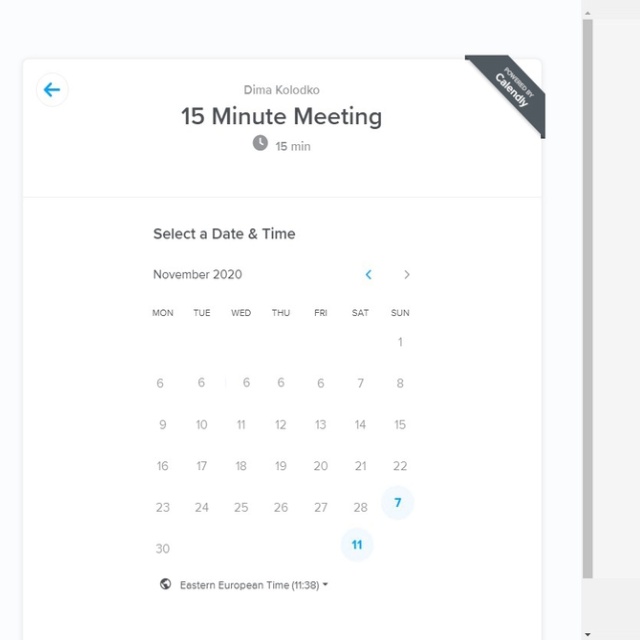 POWERED BY
Calendly
Dima Kolodko
15 Minute Meeting
15 min
Select a Date & Time
November 2020
MON TUE WED THU FRI SAT SUN
1
6 6 6 6 6 7 8
9 10 11 12 13 14 15
16 17 18 19 20 21 22
23 24 25 26 27 28 7
30 11
Eastern European Time (11:38)